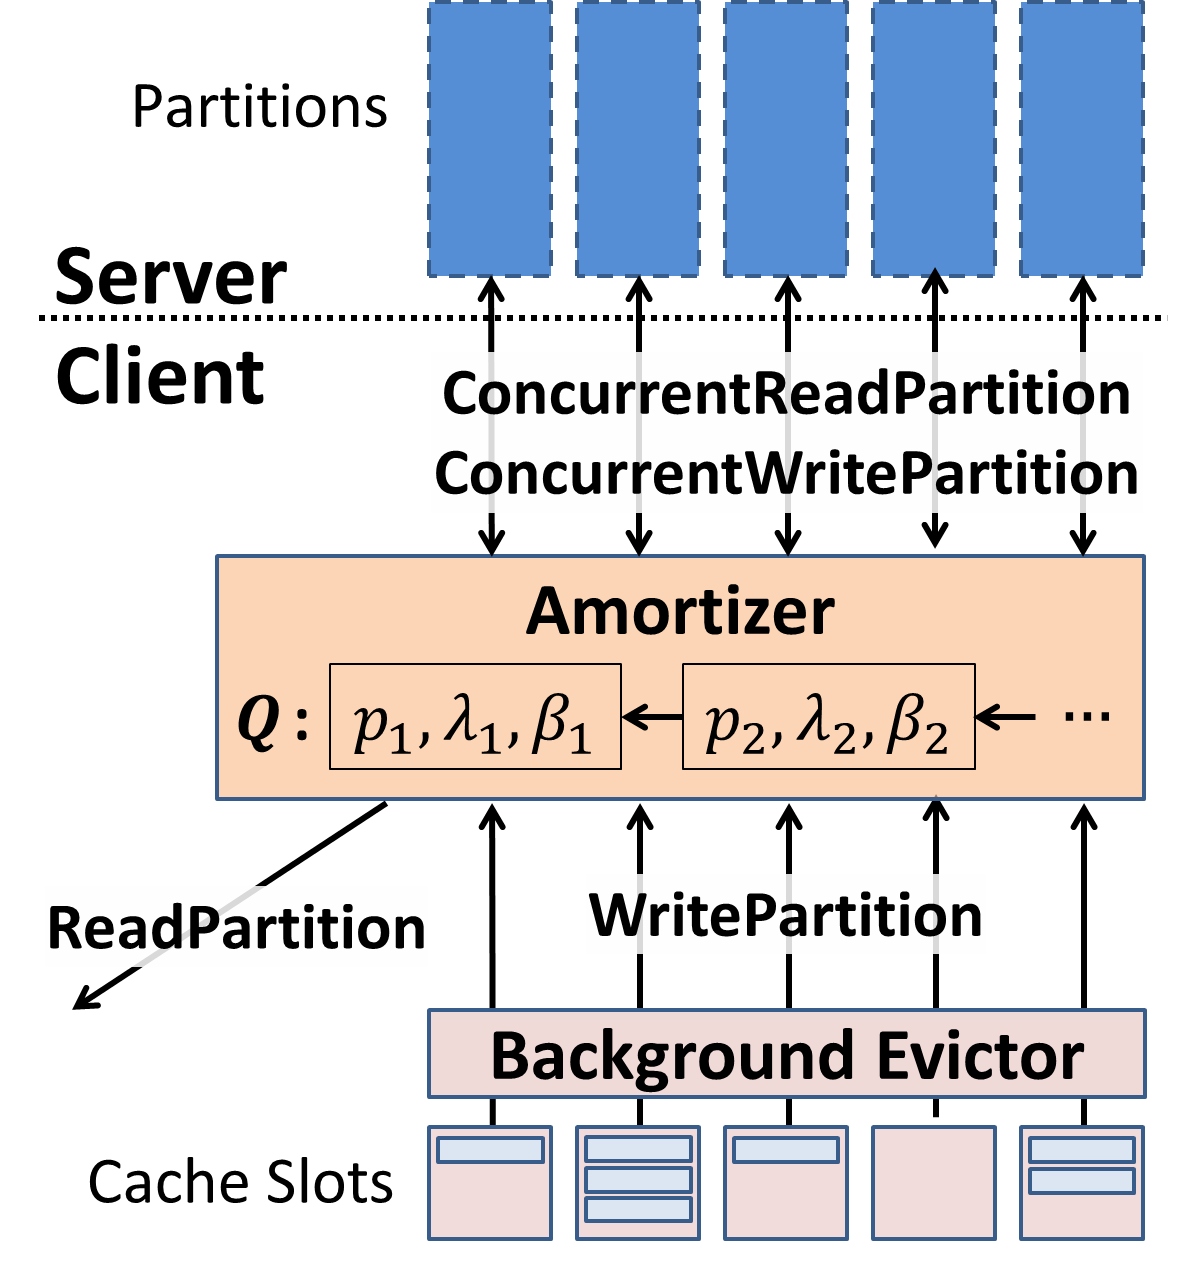 Partitions
Server
Client
ConcurrentReadPartition
ConcurrentWritePartition
Amortizer
Q : p₁, λ₁, β₁ p₂, λ₂, β₂ ⋯
ReadPartition
WritePartition
Background Evictor
Cache Slots